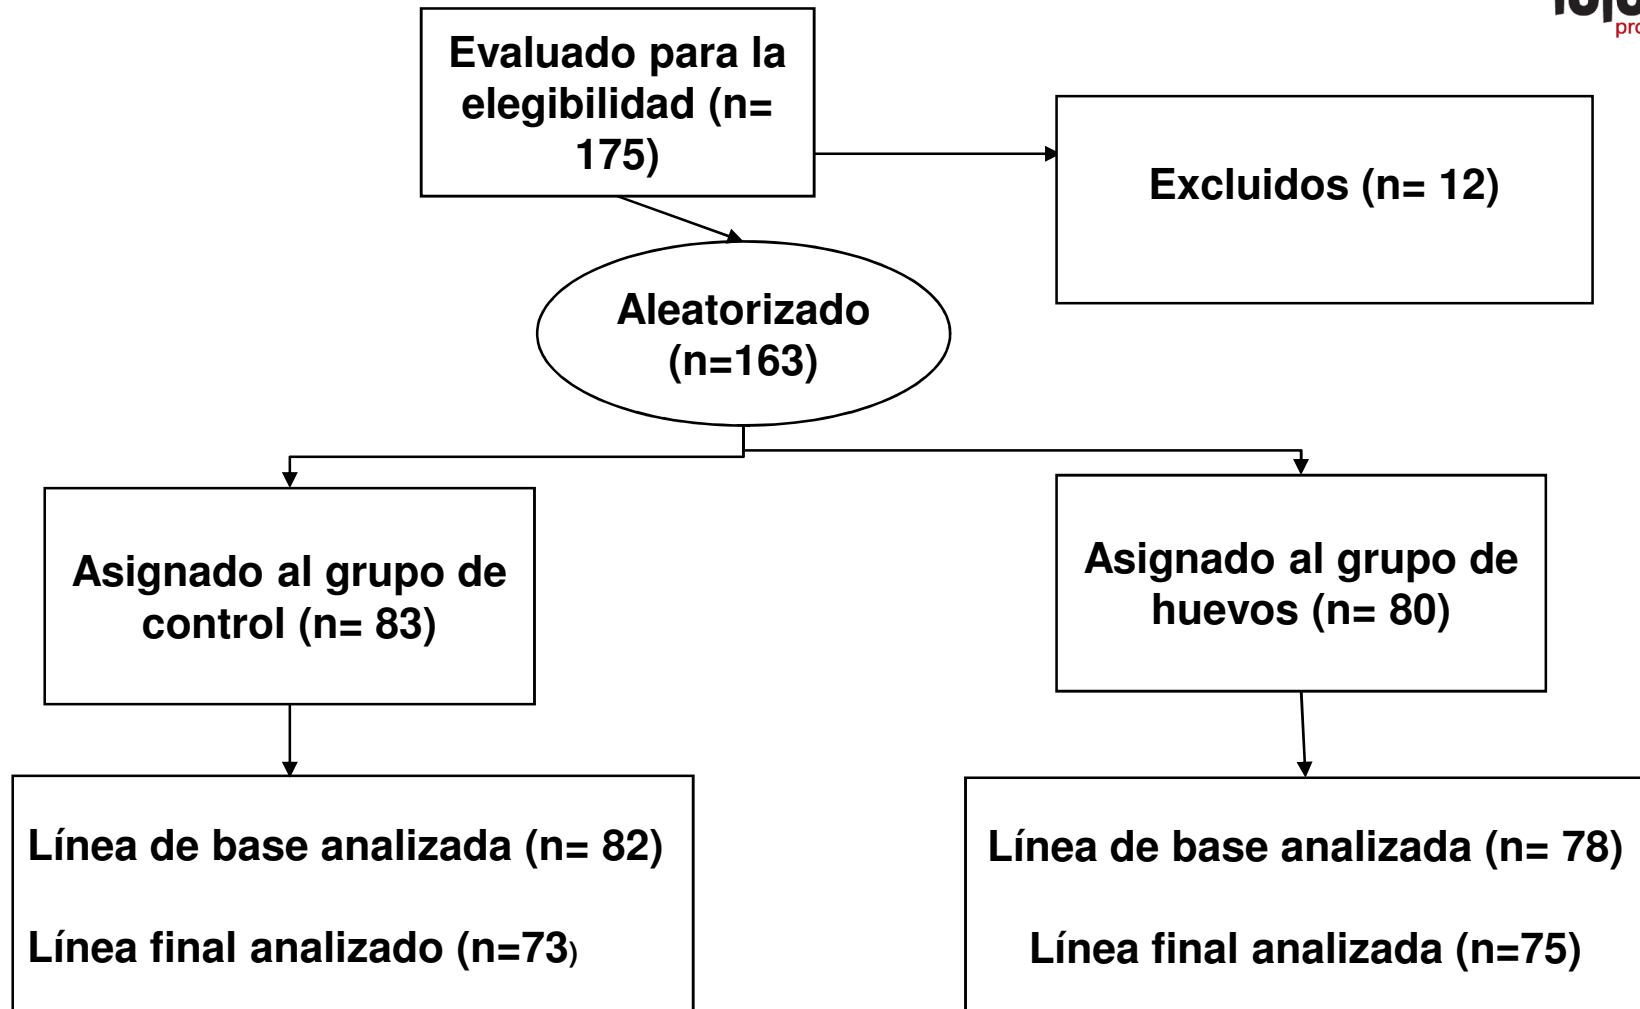 Evaluado para la
elegibilidad (n=
175)
Excluidos (n= 12)
Aleatorizado
(n=163)
Asignado al grupo de
control (n= 83)
Asignado al grupo de
huevos (n= 80)
Línea de base analizada (n= 82)
Línea final analizado (n=73)
Línea de base analizada (n= 78)
Línea final analizada (n=75)